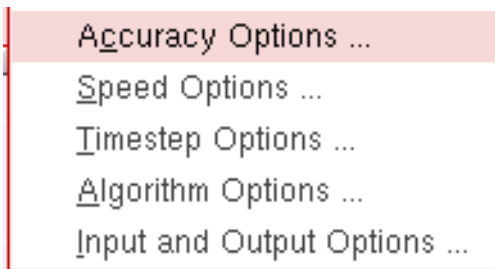 Accuracy Options ...
Speed Options ...
Timestep Options ...
Algorithm Options ...
Input and Output Options ...